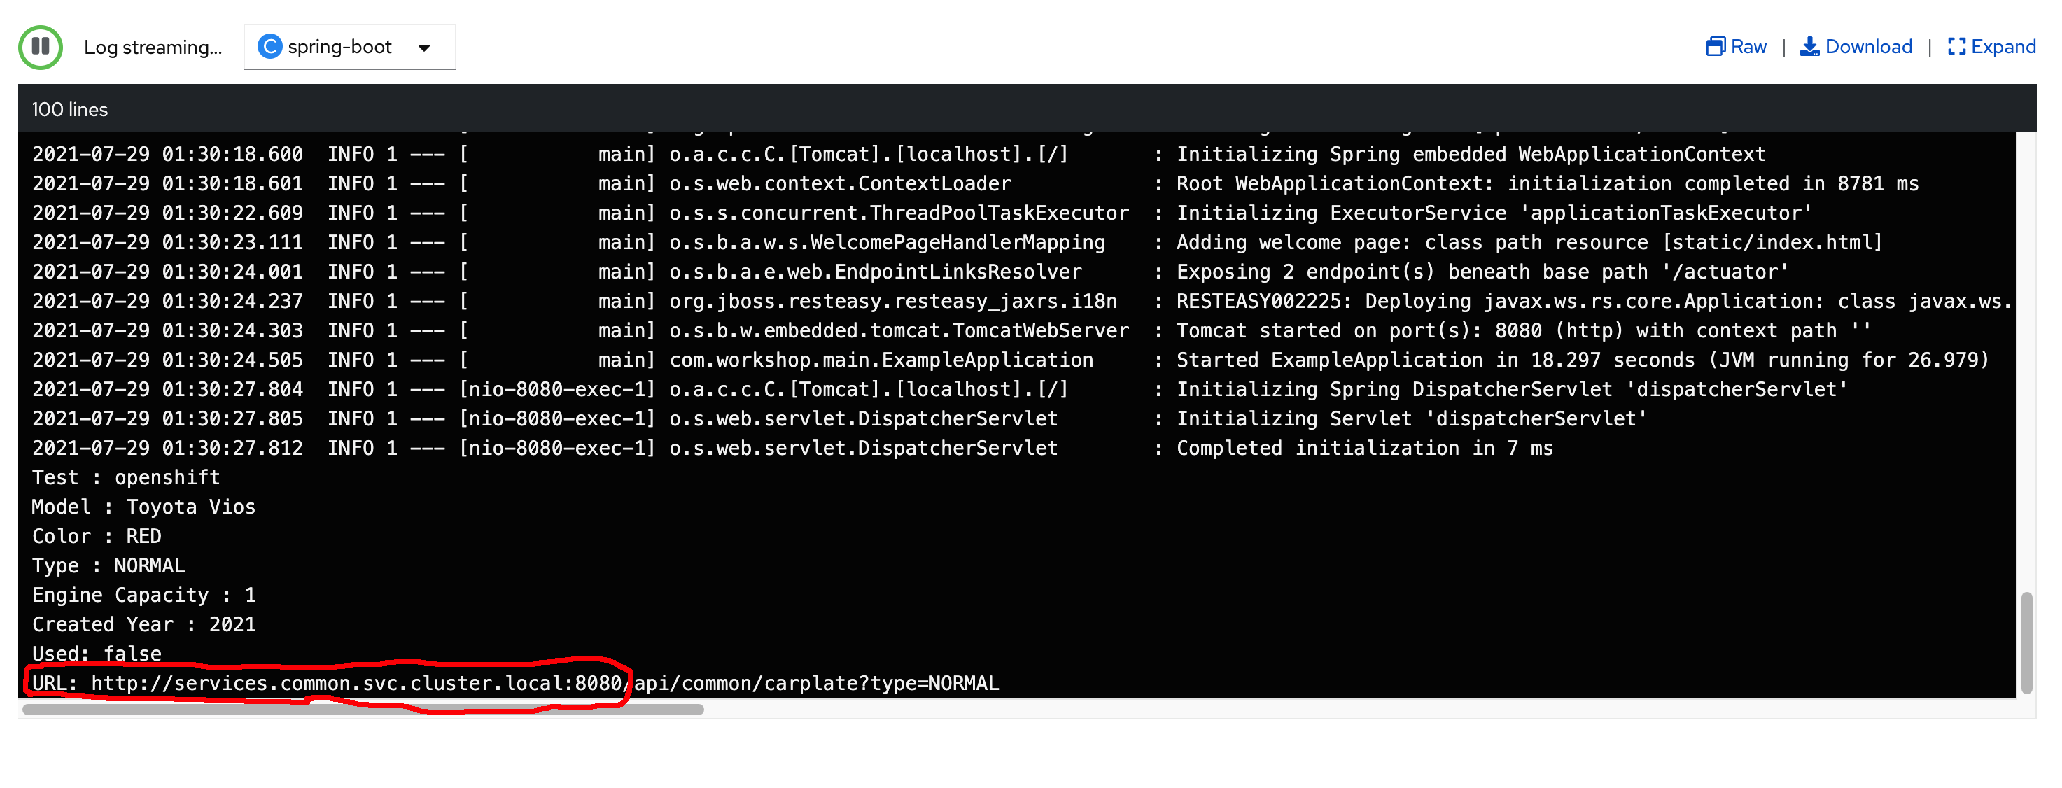 Log streaming...
C spring-boot
Raw | Download | Expand
100 lines
2021-07-29 01:30:18.600  INFO 1 --- [           main] o.a.c.c.C.[Tomcat].[localhost].[/]       : Initializing Spring embedded WebApplicationContext
2021-07-29 01:30:18.601  INFO 1 --- [           main] o.s.web.context.ContextLoader            : Root WebApplicationContext: initialization completed in 8781 ms
2021-07-29 01:30:22.609  INFO 1 --- [           main] o.s.s.concurrent.ThreadPoolTaskExecutor  : Initializing ExecutorService 'applicationTaskExecutor'
2021-07-29 01:30:23.111  INFO 1 --- [           main] o.s.b.a.w.s.WelcomePageHandlerMapping    : Adding welcome page: class path resource [static/index.html]
2021-07-29 01:30:24.001  INFO 1 --- [           main] o.s.b.a.e.web.EndpointLinksResolver      : Exposing 2 endpoint(s) beneath base path '/actuator'
2021-07-29 01:30:24.237  INFO 1 --- [           main] org.jboss.resteasy.resteasy_jaxrs.i18n   : RESTEASY002225: Deploying javax.ws.rs.core.Application: class javax.ws.
2021-07-29 01:30:24.303  INFO 1 --- [           main] o.s.b.w.embedded.tomcat.TomcatWebServer  : Tomcat started on port(s): 8080 (http) with context path ''
2021-07-29 01:30:24.505  INFO 1 --- [           main] com.workshop.main.ExampleApplication     : Started ExampleApplication in 18.297 seconds (JVM running for 26.979)
2021-07-29 01:30:27.804  INFO 1 --- [nio-8080-exec-1] o.a.c.c.C.[Tomcat].[localhost].[/]       : Initializing Spring DispatcherServlet 'dispatcherServlet'
2021-07-29 01:30:27.805  INFO 1 --- [nio-8080-exec-1] o.s.web.servlet.DispatcherServlet        : Initializing Servlet 'dispatcherServlet'
2021-07-29 01:30:27.812  INFO 1 --- [nio-8080-exec-1] o.s.web.servlet.DispatcherServlet        : Completed initialization in 7 ms
Test : openshift
Model : Toyota Vios
Color : RED
Type : NORMAL
Engine Capacity : 1
Created Year : 2021
Used: false
URL: http://services.common.svc.cluster.local:8080/api/common/carplate?type=NORMAL